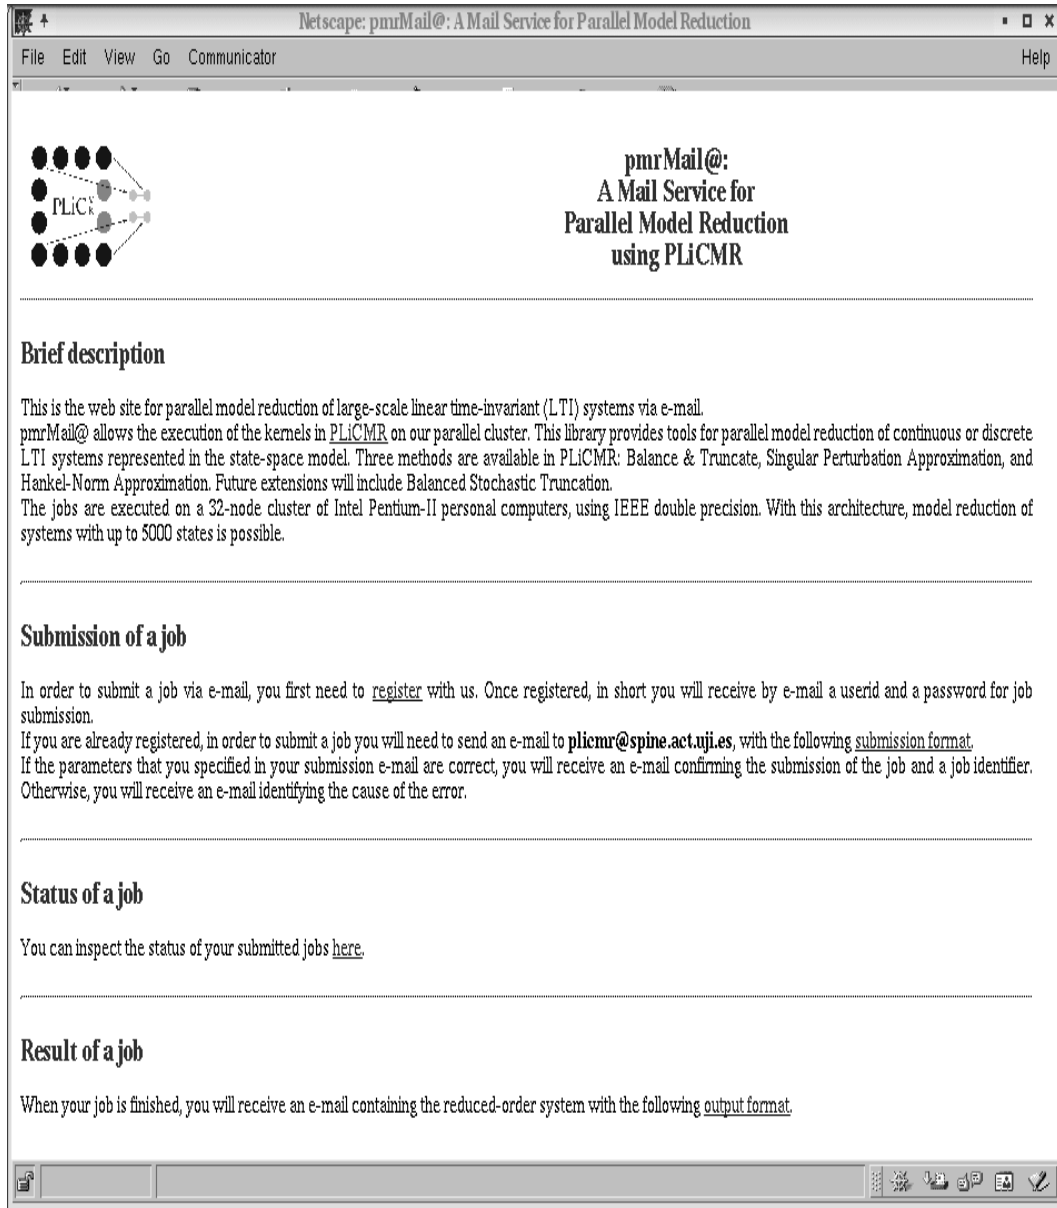 Netscape: pmrMail@: A Mail Service for Parallel Model Reduction
File Edit View Go Communicator Help
pmrMail@:
A Mail Service for
Parallel Model Reduction
using PLiCMR
Brief description
This is the web site for parallel model reduction of large-scale linear time-invariant (LTI) systems via e-mail.
pmrMail@ allows the execution of the kernels in PLiCMR on our parallel cluster. This library provides tools for parallel model reduction of continuous or discrete
LTI systems represented in the state-space model. Three methods are available in PLiCMR: Balance & Truncate, Singular Perturbation Approximation, and
Hankel-Norm Approximation. Future extensions will include Balanced Stochastic Truncation.
The jobs are executed on a 32-node cluster of Intel Pentium-II personal computers, using IEEE double precision. With this architecture, model reduction of
systems with up to 5000 states is possible.
Submission of a job
In order to submit a job via e-mail, you first need to register with us. Once registered, in short you will receive by e-mail a userid and a password for job
submission.
If you are already registered, in order to submit a job you will need to send an e-mail to plicmr@spine.act.uji.es, with the following submission format.
If the parameters that you specified in your submission e-mail are correct, you will receive an e-mail confirming the submission of the job and a job identifier.
Otherwise, you will receive an e-mail identifying the cause of the error.
Status of a job
You can inspect the status of your submitted jobs here.
Result of a job
When your job is finished, you will receive an e-mail containing the reduced-order system with the following output format.